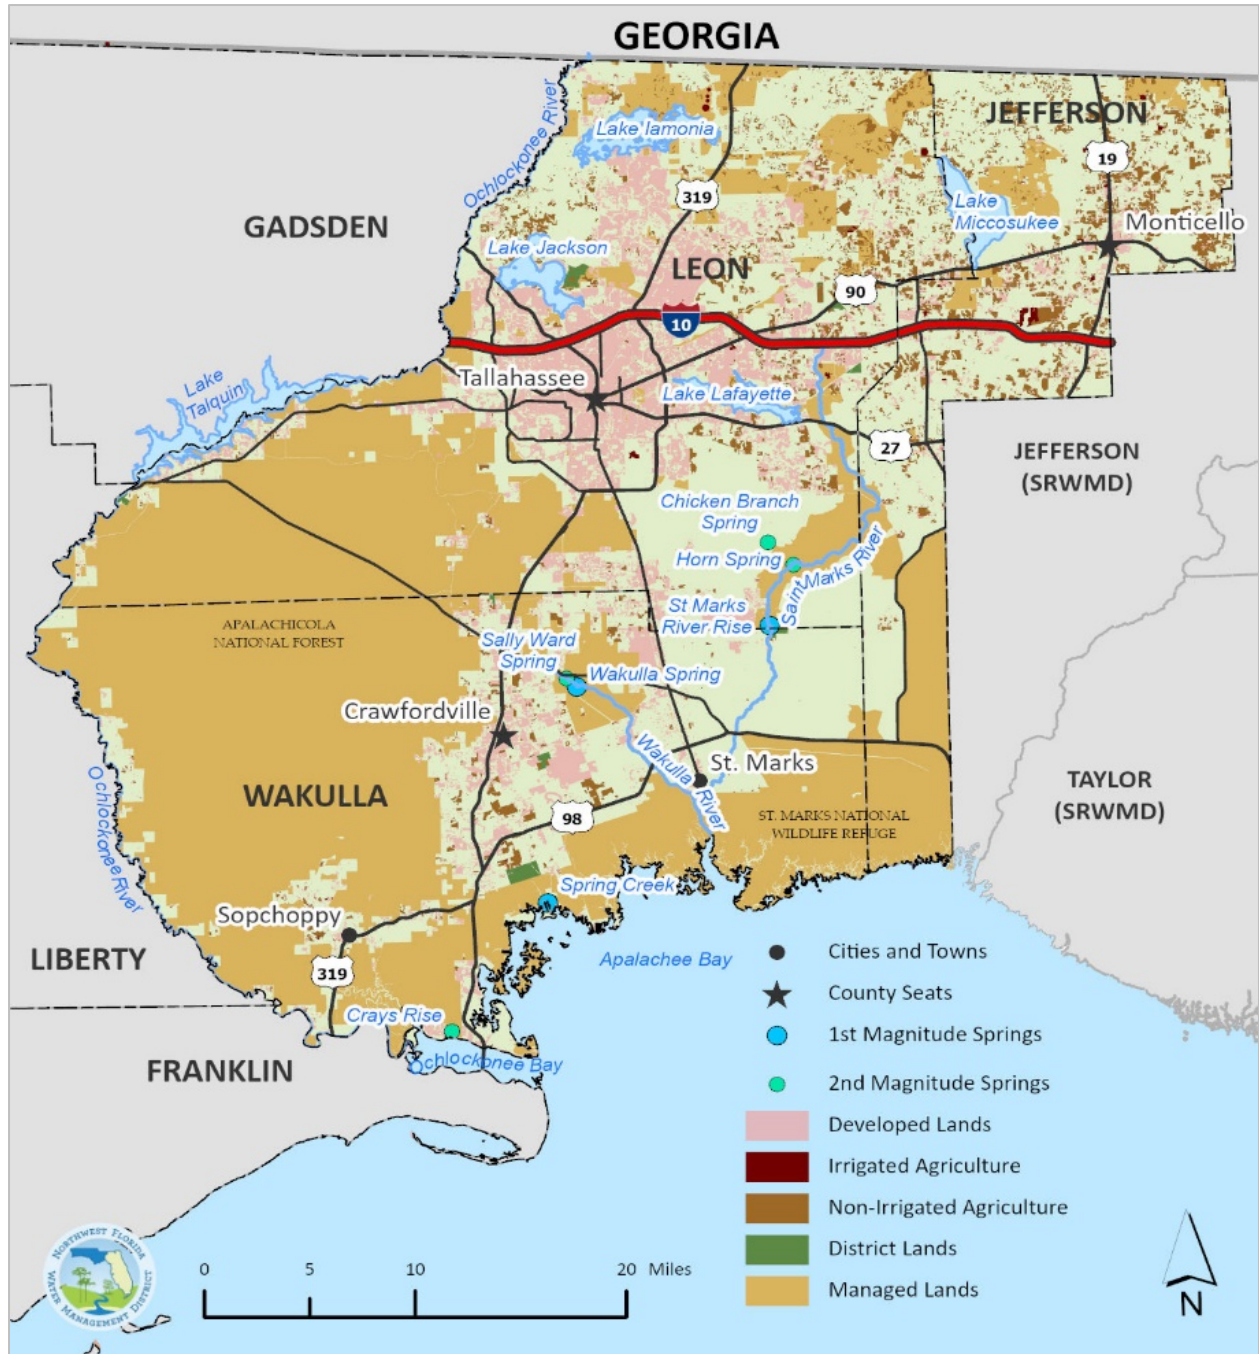 GEORGIA
Ochlockonee River
Lake Iamonia
JEFFERSON
19
319
GADSDEN
Lake
Miccosukee
Monticello
Lake Jackson
LEON
90
10
Lake
Talquin
Tallahassee
Lake Lafayette
27
JEFFERSON
(SRWMD)
Chicken Branch
Spring
Horn Spring
Saint Marks River
St Marks
River Rise
APALACHICOLA
NATIONAL FOREST
Sally Ward
Spring
Wakulla Spring
Crawfordville
Wakulla River
St. Marks
Ochlockonee River
WAKULLA
98
ST. MARKS NATIONAL
WILDLIFE REFUGE
TAYLOR
(SRWMD)
Spring Creek
Sopchoppy
LIBERTY
319
Apalachee Bay
Crays Rise
Ochlockonee Bay
FRANKLIN
Cities and Towns
County Seats
1st Magnitude Springs
2nd Magnitude Springs
Developed Lands
Irrigated Agriculture
Non-Irrigated Agriculture
District Lands
Managed Lands
NORTHWEST FLORIDA
WATER MANAGEMENT DISTRICT
0 5 10 20 Miles
N